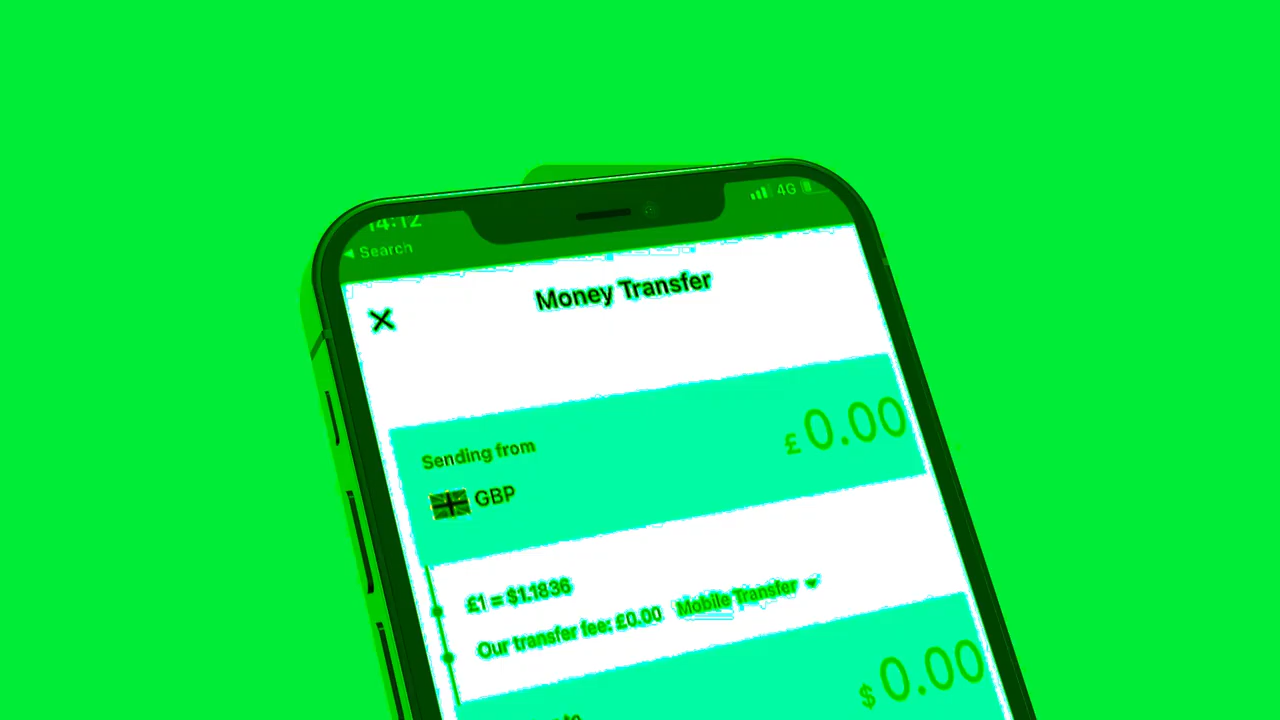 14:12
4G
Search
Money Transfer
Sending from
£0.00
GBP
£1 = $1.1836
Our transfer fee: £0.00 Mobile Transfer
$0.00